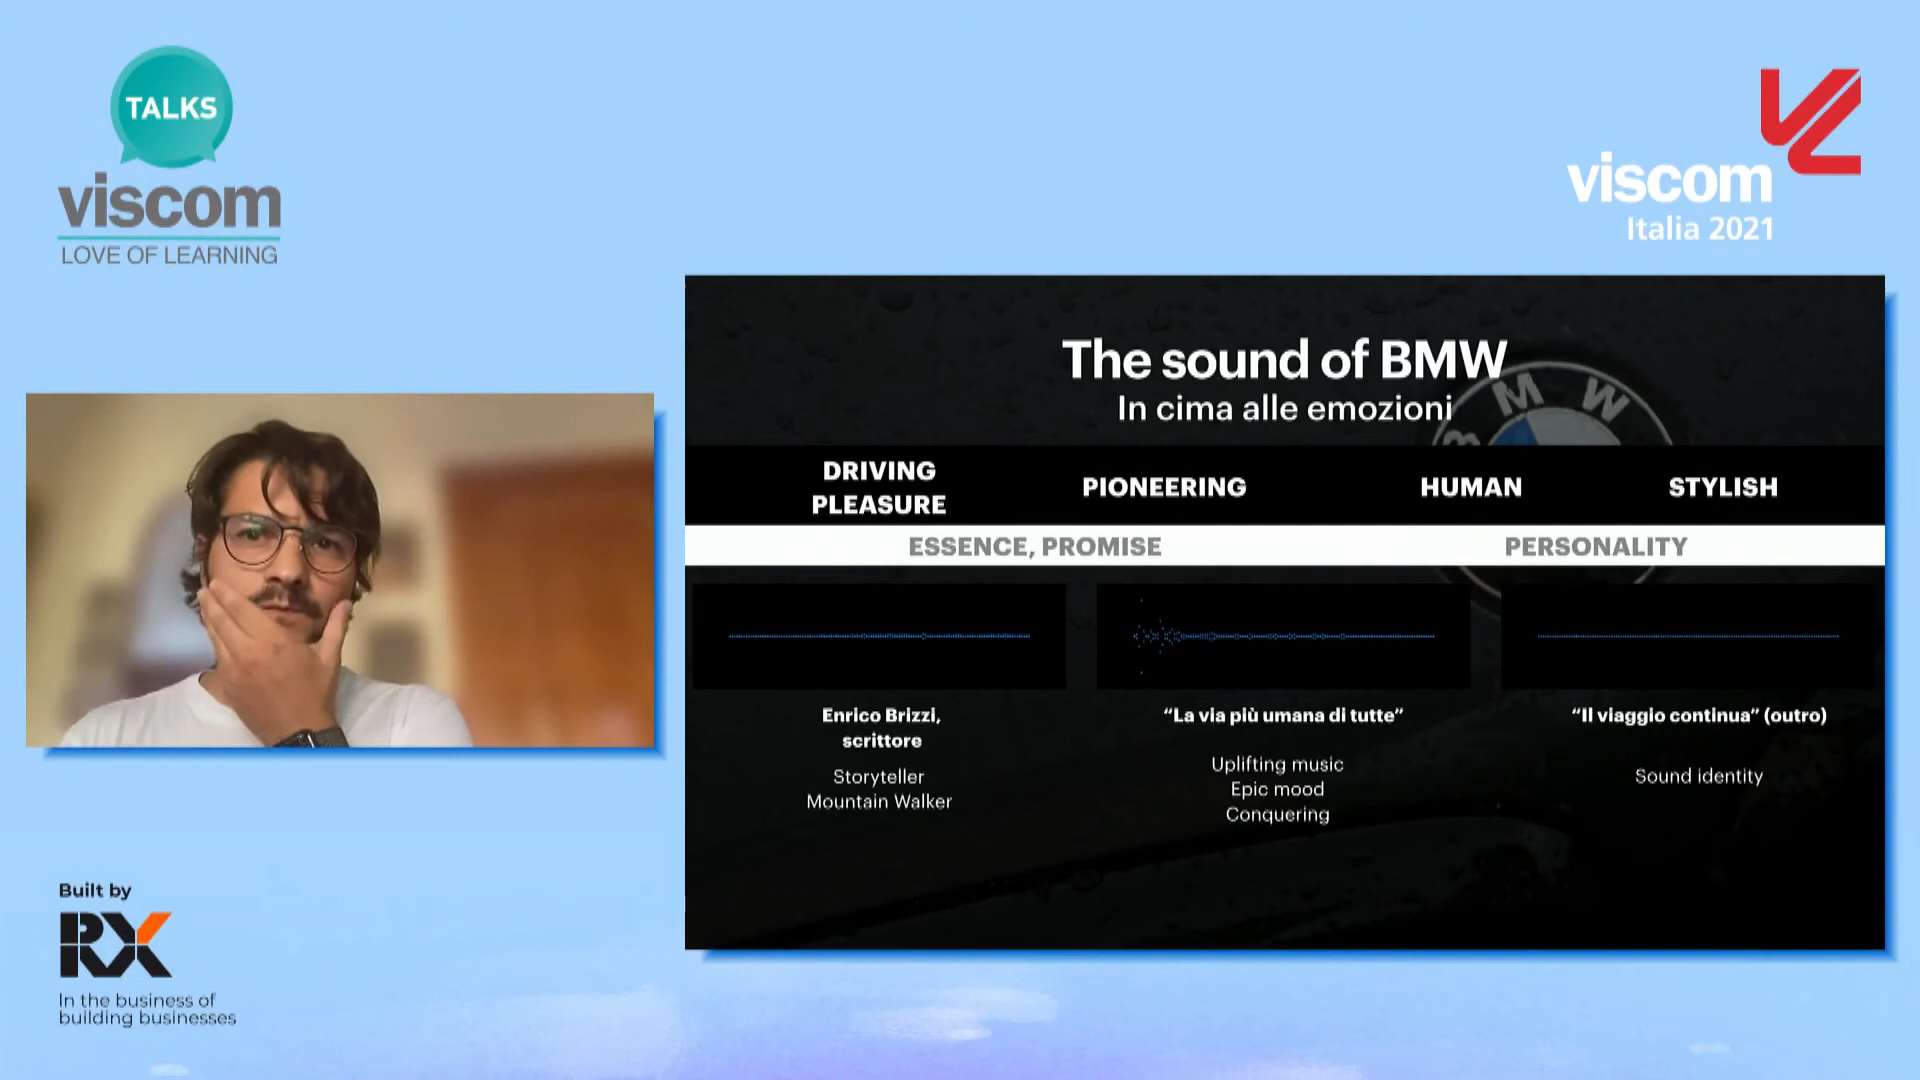 TALKS
viscom
LOVE OF LEARNING
viscom
Italia 2021
The sound of BMW
In cima alle emozioni
BMW
DRIVING
PLEASURE
PIONEERING
HUMAN
STYLISH
ESSENCE, PROMISE
PERSONALITY
Enrico Brizzi,
scrittore
Storyteller
Mountain Walker
“La via più umana di tutte”
Uplifting music
Epic mood
Conquering
“Il viaggio continua” (outro)
Sound identity
Built by
RX
In the business of
building businesses